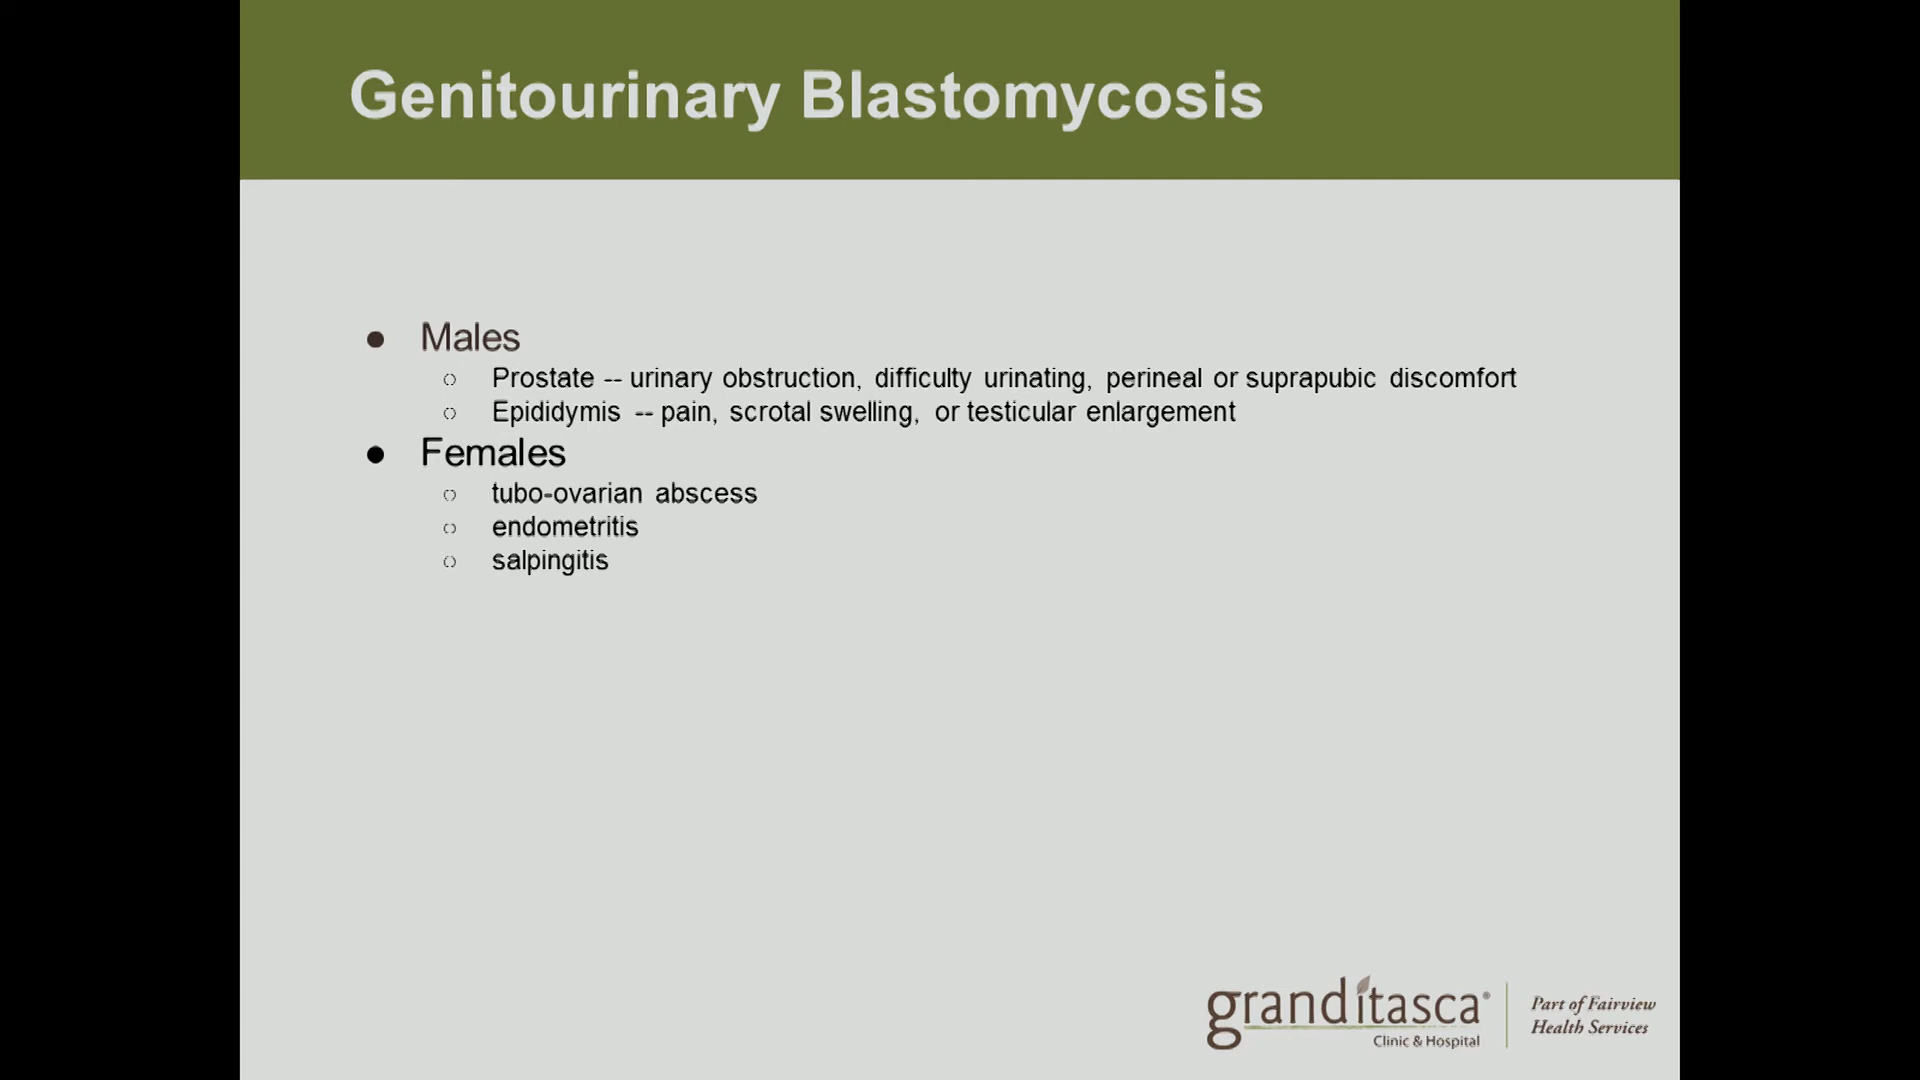 Genitourinary Blastomycosis
● Males
○ Prostate -- urinary obstruction, difficulty urinating, perineal or suprapubic discomfort
○ Epididymis -- pain, scrotal swelling, or testicular enlargement
● Females
○ tubo-ovarian abscess
○ endometritis
○ salpingitis
granditasca®
Clinic & Hospital
Part of Fairview
Health Services